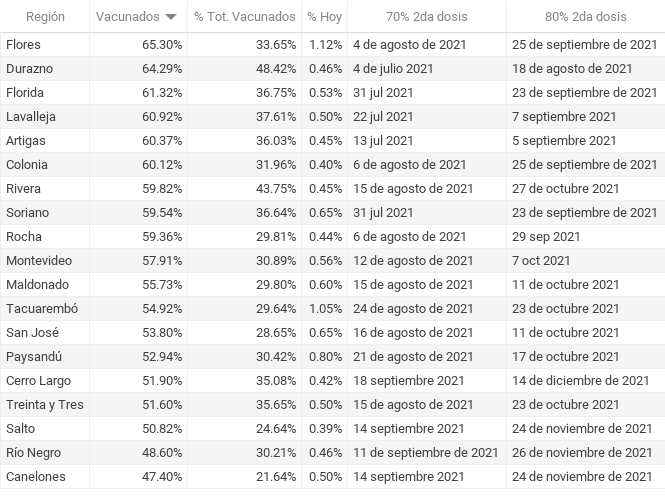 Región Vacunados % Tot. Vacunados % Hoy 70% 2da dosis 80% 2da dosis
Flores 65.30% 33.65% 1.12% 4 de agosto de 2021 25 de septiembre de 2021
Durazno 64.29% 48.42% 0.46% 4 de julio 2021 18 de agosto de 2021
Florida 61.32% 36.75% 0.53% 31 jul 2021 23 de septiembre de 2021
Lavalleja 60.92% 37.61% 0.50% 22 jul 2021 7 septiembre 2021
Artigas 60.37% 36.03% 0.45% 13 jul 2021 5 septiembre 2021
Colonia 60.12% 31.96% 0.40% 6 de agosto de 2021 25 de septiembre de 2021
Rivera 59.82% 43.75% 0.45% 15 de agosto de 2021 27 de octubre 2021
Soriano 59.54% 36.64% 0.65% 31 jul 2021 23 de septiembre de 2021
Rocha 59.36% 29.81% 0.44% 6 de agosto de 2021 29 sep 2021
Montevideo 57.91% 30.89% 0.56% 12 de agosto de 2021 7 oct 2021
Maldonado 55.73% 29.80% 0.60% 15 de agosto de 2021 11 de octubre 2021
Tacuarembó 54.92% 29.64% 1.05% 24 de agosto de 2021 23 de octubre 2021
San José 53.80% 28.65% 0.65% 16 de agosto de 2021 11 de octubre 2021
Paysandú 52.94% 30.42% 0.80% 21 de agosto de 2021 17 de octubre 2021
Cerro Largo 51.90% 35.08% 0.42% 18 septiembre 2021 14 de diciembre de 2021
Treinta y Tres 51.60% 35.65% 0.50% 15 de agosto de 2021 23 de octubre 2021
Salto 50.82% 24.64% 0.39% 14 septiembre 2021 24 de noviembre de 2021
Río Negro 48.60% 30.21% 0.46% 11 de septiembre de 2021 26 de noviembre de 2021
Canelones 47.40% 21.64% 0.50% 14 septiembre 2021 24 de noviembre de 2021